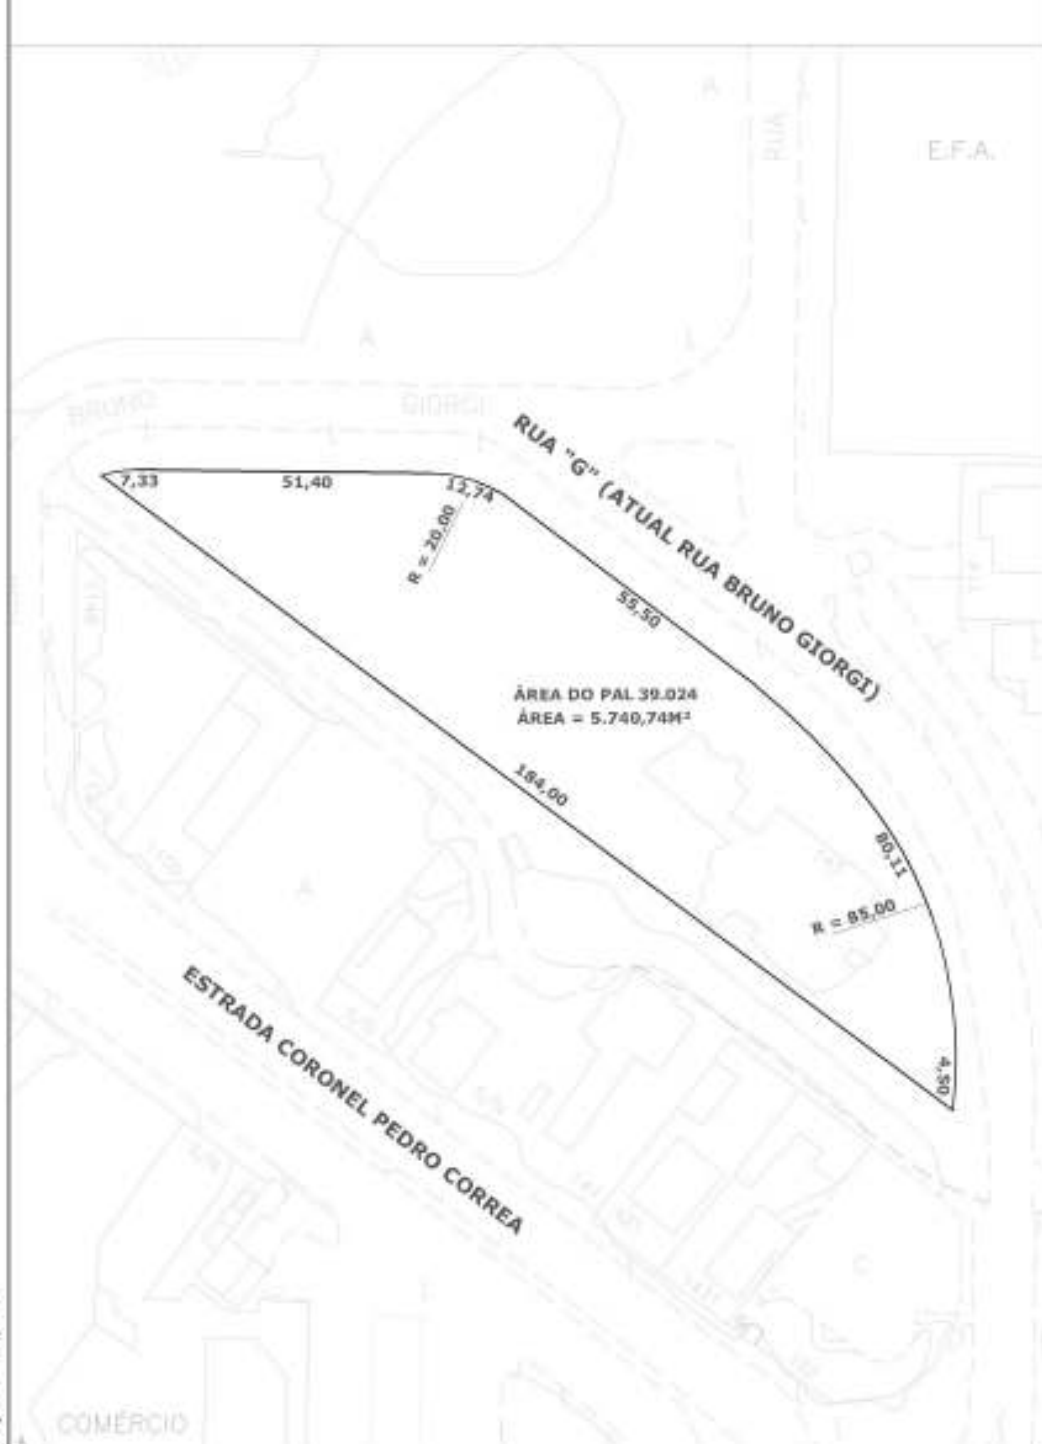 RUA
E.F.A.
BRUNO
GIORGI
RUA "G" (ATUAL RUA BRUNO GIORGI)
7,33
51,40
12,74
R = 20,00
55,50
ÁREA DO PAL 39.024
ÁREA = 5.740,74M²
184,00
80,11
R = 85,00
4,50
ESTRADA CORONEL PEDRO CORREA
COMÉRCIO